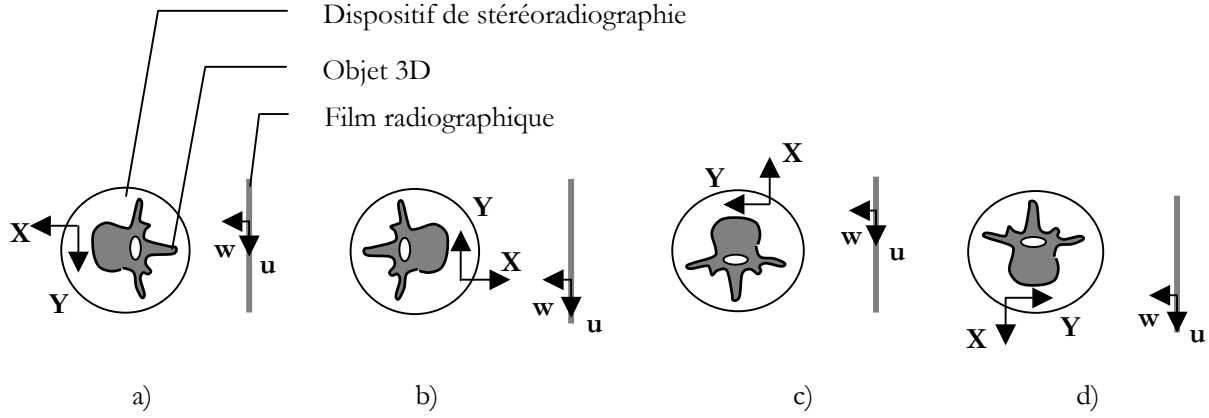 Dispositif de stéréoradiographie
Objet 3D
Film radiographique
X
Y
w
u
Y
X
w
u
X
Y
w
u
X
Y
w
u
a)
b)
c)
d)